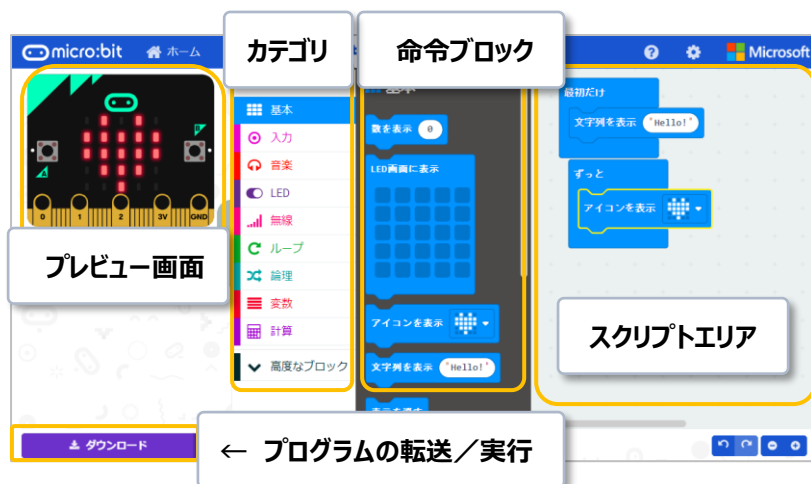 micro:bit
ホーム
カテゴリ
命令ブロック
Microsoft
B
A
0
1
2
3V
GND
プレビュー画面
基本
入力
音楽
LED
無線
ループ
論理
変数
計算
高度なブロック
基本
数を表示 0
LED画面に表示
アイコンを表示
文字列を表示 "Hello!"
最初だけ
文字列を表示 "Hello!"
ずっと
アイコンを表示
スクリプトエリア
ダウンロード
← プログラムの転送／実行